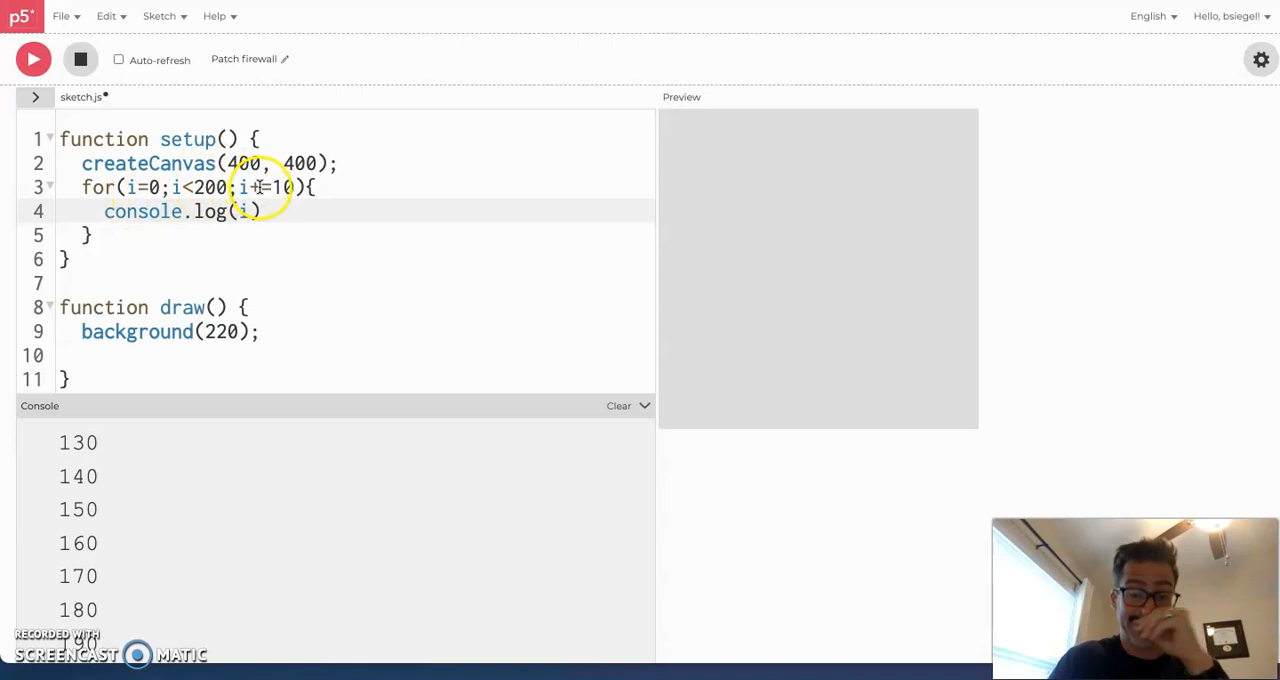 p5* File Edit Sketch Help English Hello, bsiegel!
Auto-refresh Patch firewall
sketch.js
Preview
1 function setup() {
2 createCanvas(400, 400);
3 for(i=0;i<200;i+=10){
4 console.log(i)
5 }
6 }
7
8 function draw() {
9 background(220);
10
11 }
Console Clear
130
140
150
160
170
180
190
RECORDED WITH
SCREENCAST MATIC